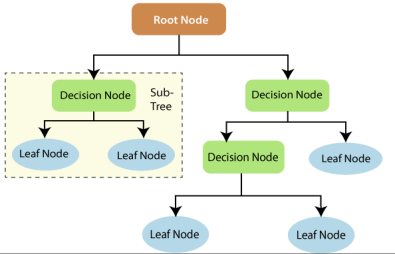 Root Node
Decision Node
Sub-
Tree
Decision Node
Leaf Node
Leaf Node
Decision Node
Leaf Node
Leaf Node
Leaf Node